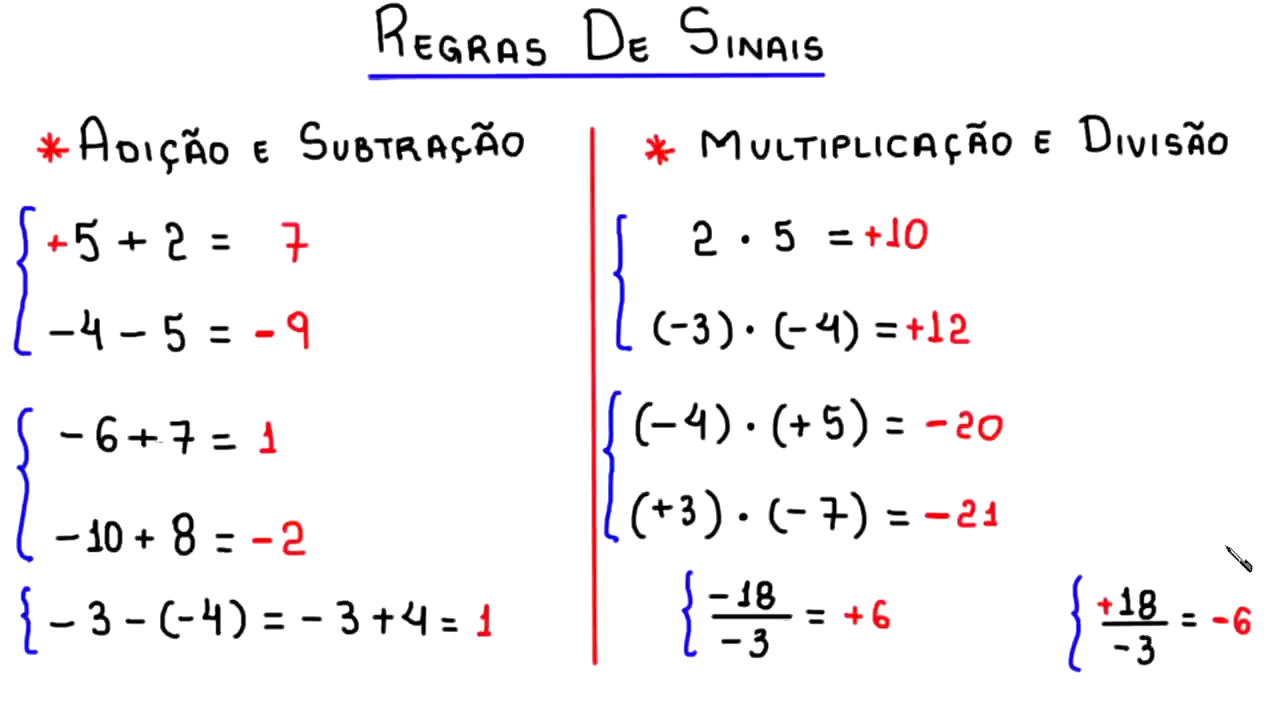 REGRAS DE SINAIS
* ADIÇÃO E SUBTRAÇÃO
+5 + 2 = 7
-4 - 5 = -9
-6+7 = 1
-10 + 8 = -2
-3-(-4) = -3+4 = 1
* MULTIPLICAÇÃO E DIVISÃO
2 · 5 = +10
(-3) · (-4) = +12
(-4) · (+5) = -20
(+3) · (-7) = -21
-18
/ -3 = +6
+18
/ -3 = -6